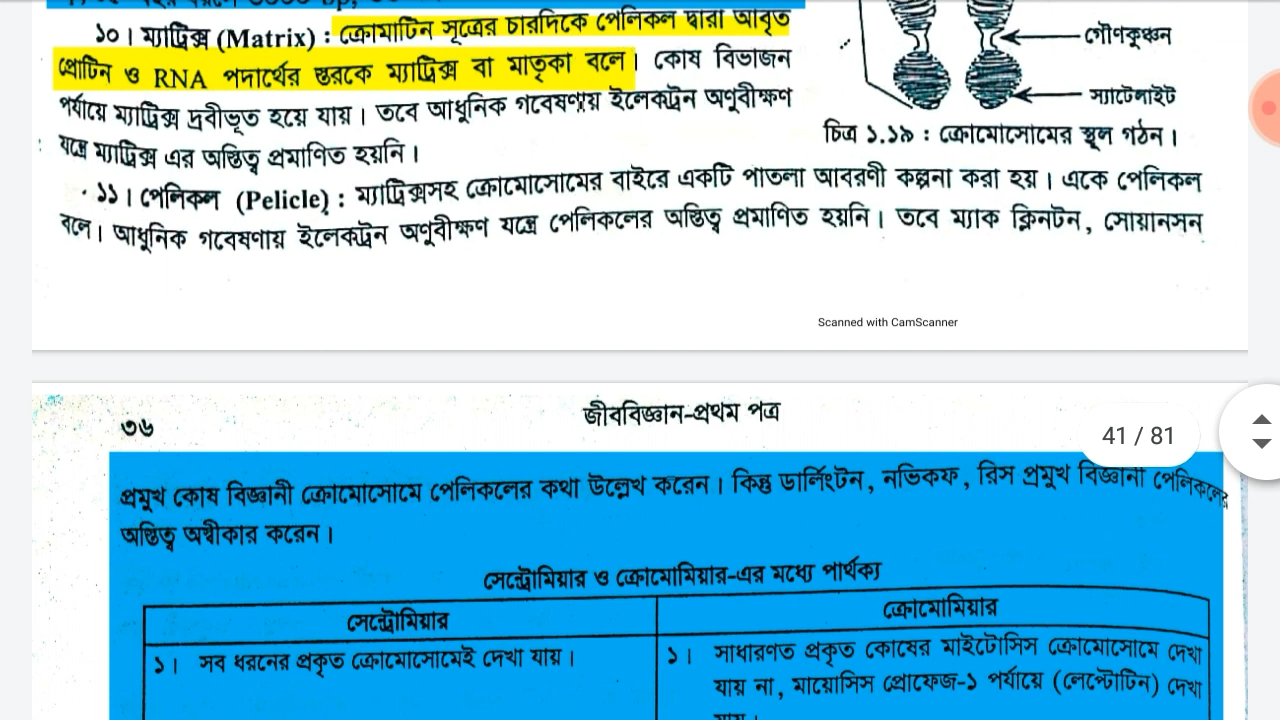 ১০। ম্যাট্রিক্স (Matrix) : ক্রোমাটিন সূত্রের চারদিকে পেলিকল দ্বারা আবৃত
প্রোটিন ও RNA পদার্থের স্তরকে ম্যাট্রিক্স বা মাতৃকা বলে। কোষ বিভাজন
পর্যায়ে ম্যাট্রিক্স দ্রবীভূত হয়ে যায়। তবে আধুনিক গবেষণায় ইলেকট্রন অণুবীক্ষণ
যন্ত্রে ম্যাট্রিক্স এর অস্তিত্ব প্রমাণিত হয়নি।
গৌণকুঞ্চন
স্যাটেলাইট
চিত্র ১.১৯ : ক্রোমোসোমের স্থূল গঠন।
১১। পেলিকল (Pelicle) : ম্যাট্রিক্সসহ ক্রোমোসোমের বাইরে একটি পাতলা আবরণী কল্পনা করা হয়। একে পেলিকল
বলে। আধুনিক গবেষণায় ইলেকট্রন অণুবীক্ষণ যন্ত্রে পেলিকলের অস্তিত্ব প্রমাণিত হয়নি। তবে ম্যাক ক্লিনটন, সোয়ানসন
Scanned with CamScanner
৩৬
জীববিজ্ঞান-প্রথম পত্র
41 / 81
প্রমুখ কোষ বিজ্ঞানী ক্রোমোসোমে পেলিকলের কথা উল্লেখ করেন। কিন্তু ডার্লিংটন, নভিকফ, রিস প্রমুখ বিজ্ঞানী পেলিকলের
অস্তিত্ব অস্বীকার করেন।
সেন্ট্রোমিয়ার ও ক্রোমোমিয়ার-এর মধ্যে পার্থক্য
সেন্ট্রোমিয়ার
ক্রোমোমিয়ার
১। সব ধরনের প্রকৃত ক্রোমোসোমেই দেখা যায়।
১। সাধারণত প্রকৃত কোষের মাইটোসিস ক্রোমোসোমে দেখা
যায় না, মায়োসিস প্রোফেজ-১ পর্যায়ে (লেপ্টোটিন) দেখা